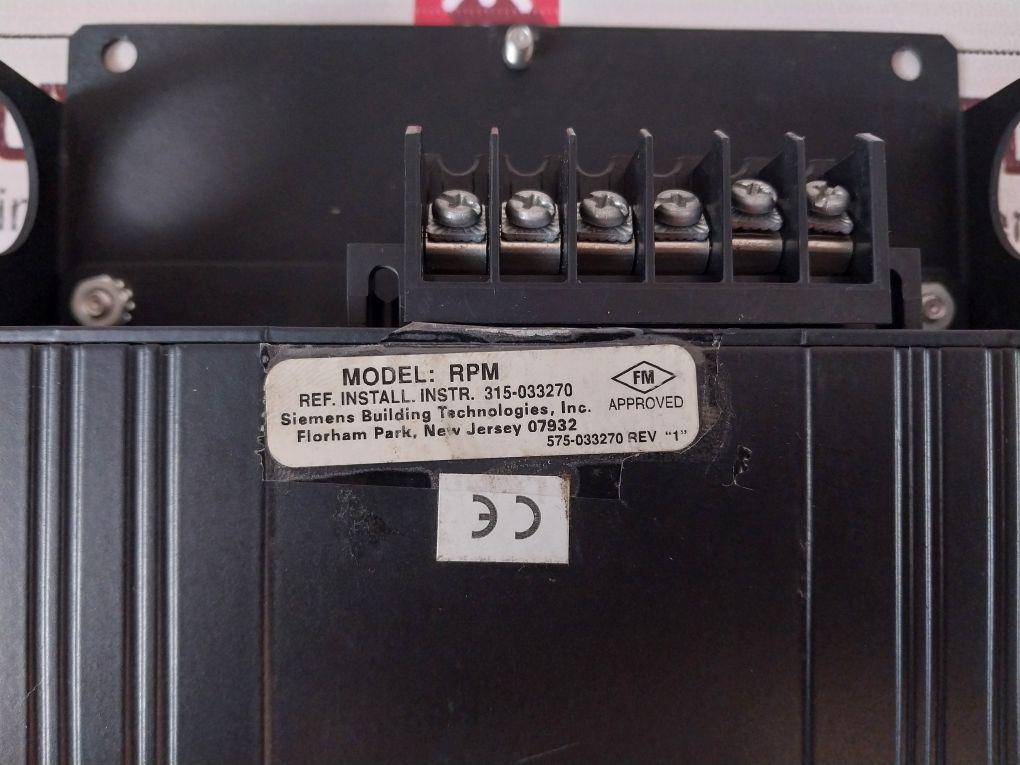 MODEL: RPM
REF. INSTALL. INSTR. 315-033270
Siemens Building Technologies, Inc.
Florham Park, New Jersey 07932
575-033270 REV "1"
FM
APPROVED
CE